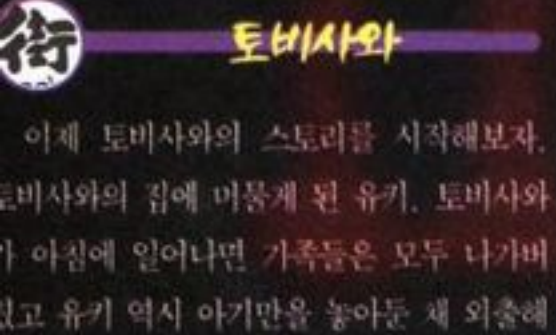 街 토비사와
이제 토비사와의 스토리를 시작해보자.
토비사와의 집에 머물게 된 유키. 토비사와
가 아침에 일어나면 가족들은 모두 나가버
렸고 유키 역시 아기만을 놓아둔 채 외출해